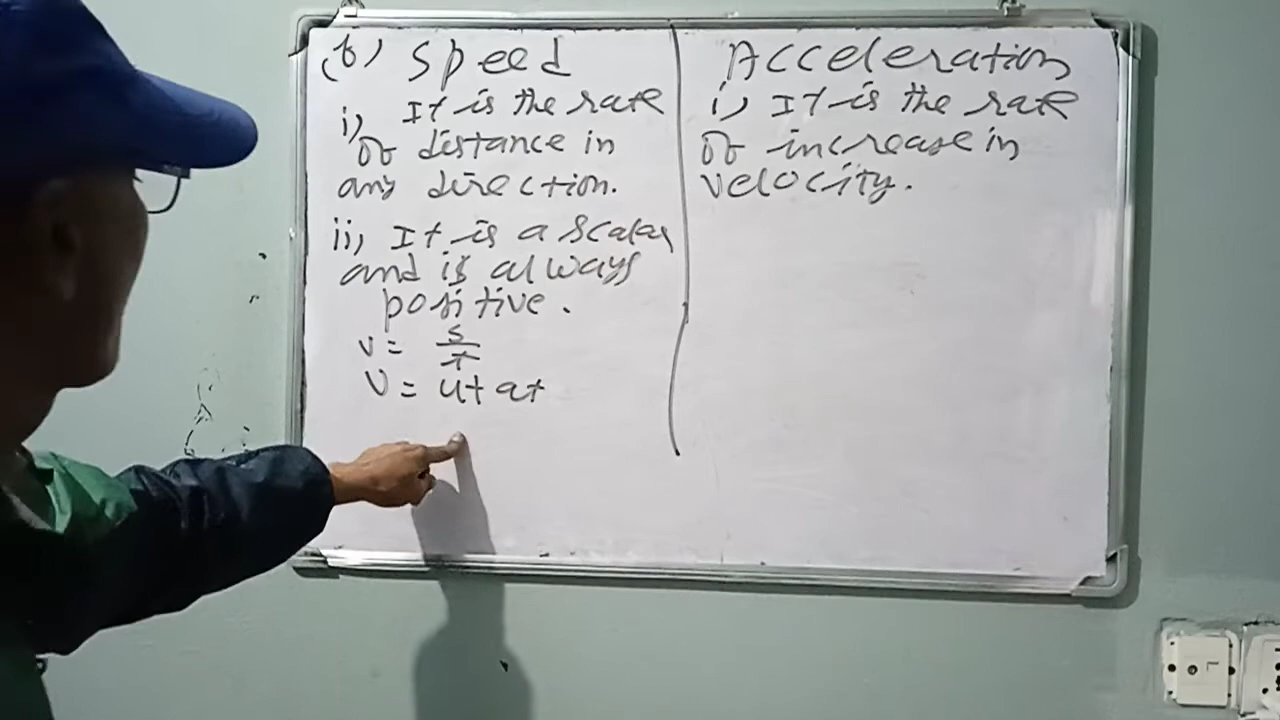 (b) Speed
i) It is the rate
of distance in
any direction.
ii) It is a scalar
and is always
positive.
v = s/t
v = u + at
Acceleration
i) It is the rate
of increase in
velocity.
L